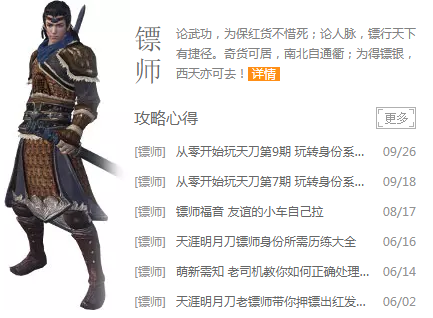 镖师
论武功，为保红货不惜死；论人脉，镖行天下
有捷径。奇货可居，南北自通衢；为得镖银，
西天亦可去！ 详情
攻略心得 更多
[镖师] 从零开始玩天刀第9期 玩转身份系... 09/26
[镖师] 从零开始玩天刀第7期 玩转身份系... 09/18
[镖师] 镖师福音 友谊的小车自己拉 08/17
[镖师] 天涯明月刀镖师身份所需历练大全 06/16
[镖师] 萌新需知 老司机教你如何正确处理... 06/14
[镖师] 天涯明月刀老镖师带你押镖出红发... 06/02